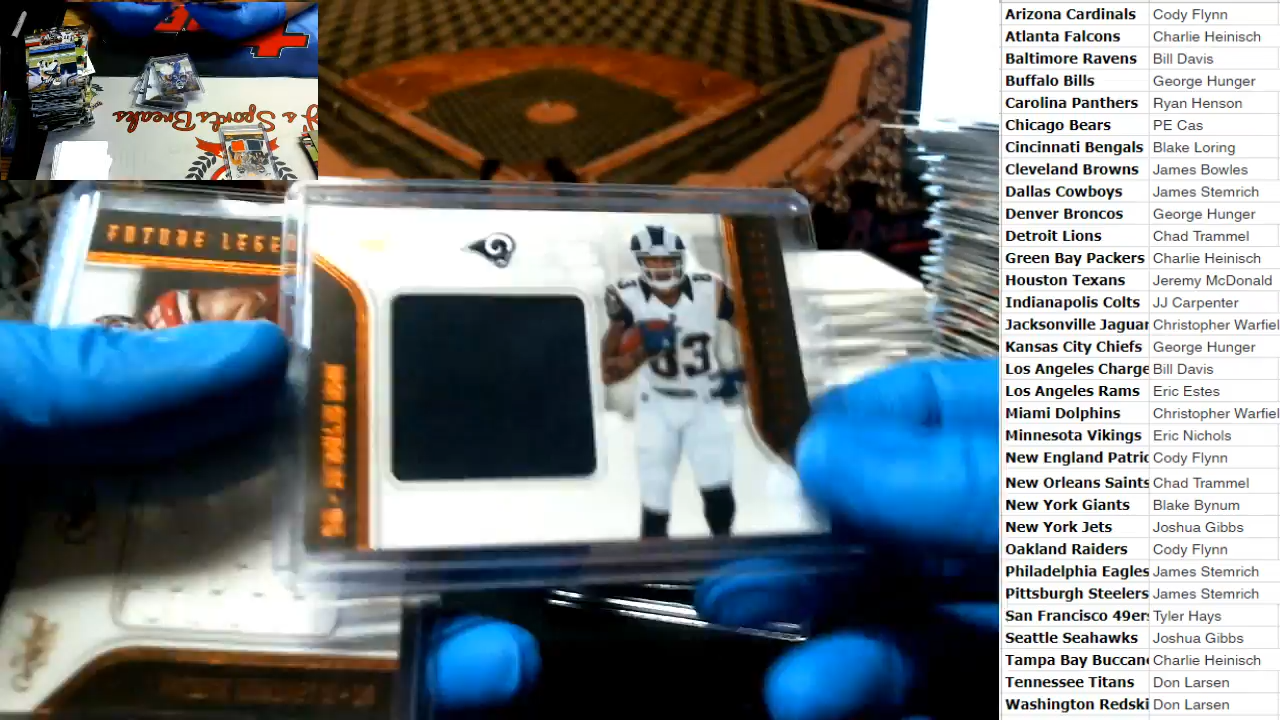 J's Sports Breaks
FUTURE LEGEN
83
83
Arizona Cardinals Cody Flynn
Atlanta Falcons Charlie Heinisch
Baltimore Ravens Bill Davis
Buffalo Bills George Hunger
Carolina Panthers Ryan Henson
Chicago Bears PE Cas
Cincinnati Bengals Blake Loring
Cleveland Browns James Bowles
Dallas Cowboys James Stemrich
Denver Broncos George Hunger
Detroit Lions Chad Trammel
Green Bay Packers Charlie Heinisch
Houston Texans Jeremy McDonald
Indianapolis Colts JJ Carpenter
Jacksonville Jaguar Christopher Warfiel
Kansas City Chiefs George Hunger
Los Angeles Charge Bill Davis
Los Angeles Rams Eric Estes
Miami Dolphins Christopher Warfiel
Minnesota Vikings Eric Nichols
New England Patric Cody Flynn
New Orleans Saints Chad Trammel
New York Giants Blake Bynum
New York Jets Joshua Gibbs
Oakland Raiders Cody Flynn
Philadelphia Eagles James Stemrich
Pittsburgh Steelers James Stemrich
San Francisco 49ers Tyler Hays
Seattle Seahawks Joshua Gibbs
Tampa Bay Buccane Charlie Heinisch
Tennessee Titans Don Larsen
Washington Redski Don Larsen